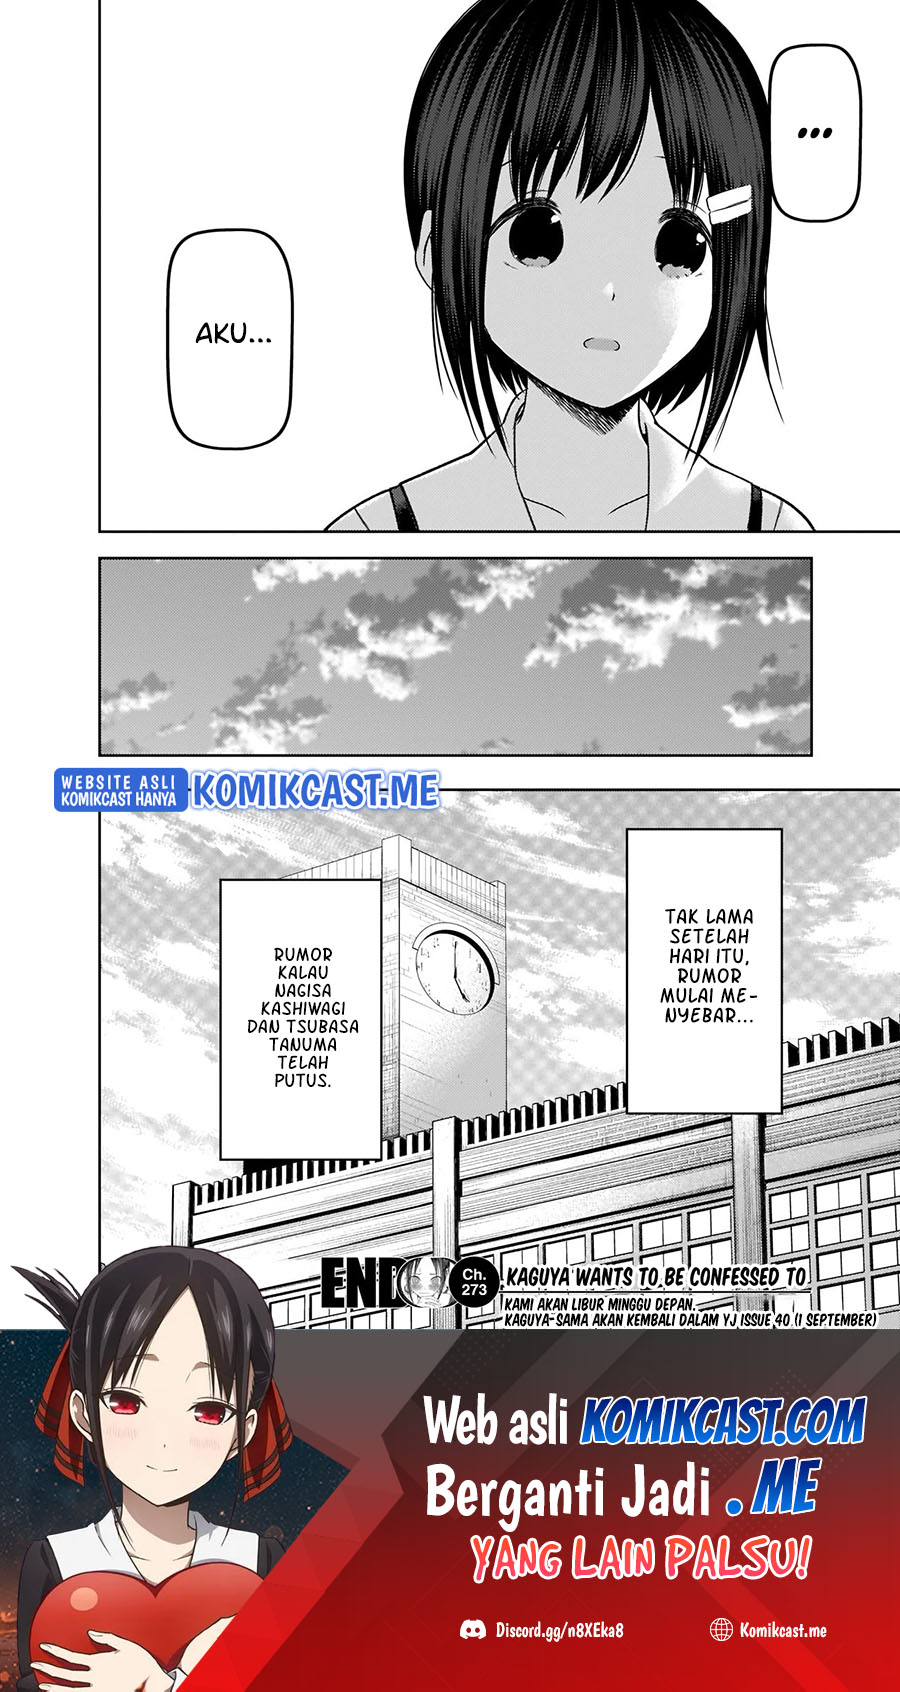 ...
AKU...
WEBSITE ASLI
KOMIKCAST HANYA
KOMIKCAST.ME
TAK LAMA
SETELAH
HARI ITU,
RUMOR
MULAI ME-
NYEBAR...
RUMOR
KALAU
NAGISA
KASHIWAGI
DAN TSUBASA
TANUMA
TELAH
PUTUS.
END
Ch.
273
KAGUYA WANTS TO BE CONFESSED TO
KAMI AKAN LIBUR MINGGU DEPAN.
KAGUYA-SAMA AKAN KEMBALI DALAM YJ ISSUE 40 (1 SEPTEMBER)
Web asli KOMIKCAST.COM
Berganti Jadi .ME
YANG LAIN PALSU!
Discord.gg/n8XEka8
Komikcast.me